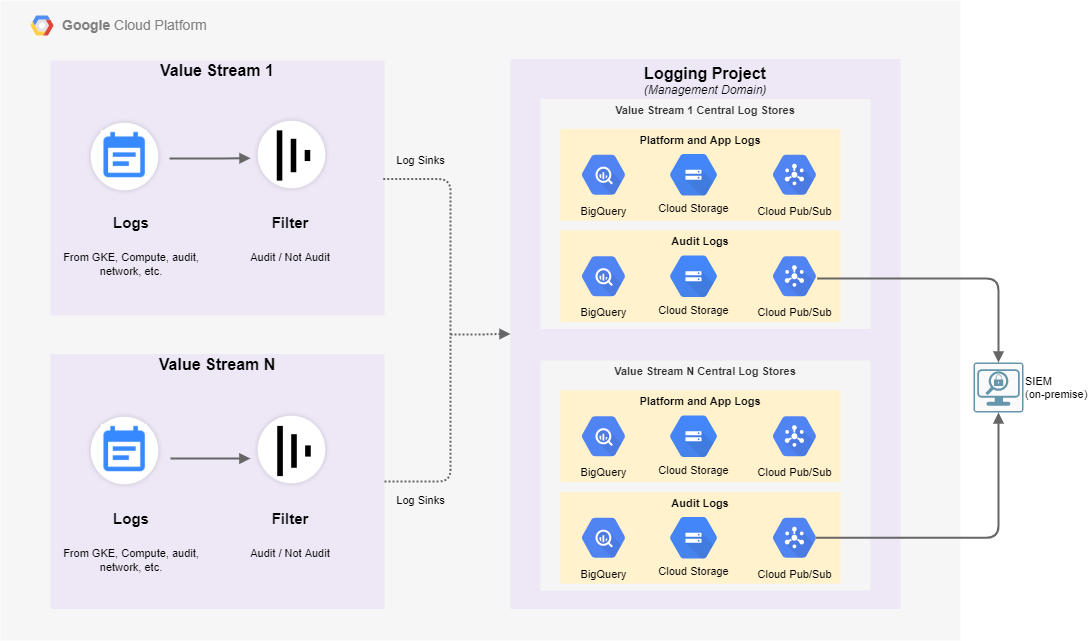 Google Cloud Platform
Value Stream 1
Logs
From GKE, Compute, audit,
network, etc.
Filter
Audit / Not Audit
Log Sinks
Value Stream N
Logs
From GKE, Compute, audit,
network, etc.
Filter
Audit / Not Audit
Log Sinks
Logging Project
(Management Domain)
Value Stream 1 Central Log Stores
Platform and App Logs
BigQuery
Cloud Storage
Cloud Pub/Sub
Audit Logs
BigQuery
Cloud Storage
Cloud Pub/Sub
Value Stream N Central Log Stores
Platform and App Logs
BigQuery
Cloud Storage
Cloud Pub/Sub
Audit Logs
BigQuery
Cloud Storage
Cloud Pub/Sub
SIEM
(on-premise)